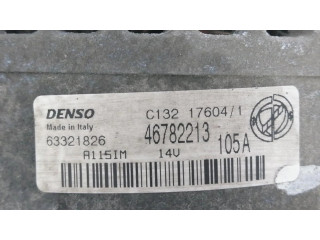 DENSO C132 17604/1
Made in Italy 46782213
63321826 105A
A115IM 14V